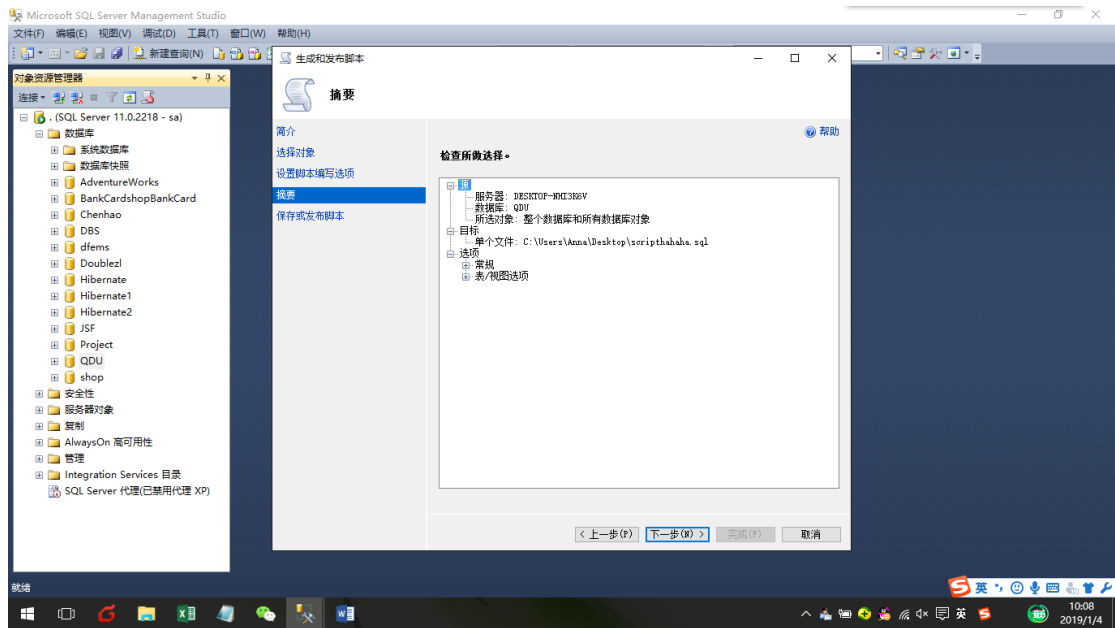 Microsoft SQL Server Management Studio
文件(F) 编辑(E) 视图(V) 调试(D) 工具(T) 窗口(W) 帮助(H)
新建查询(N)
对象资源管理器
连接
. (SQL Server 11.0.2218 - sa)
数据库
系统数据库
数据库快照
AdventureWorks
BankCardshopBankCard
Chenhao
DBS
dfems
Doublezl
Hibernate
Hibernate1
Hibernate2
JSF
Project
QDU
shop
安全性
服务器对象
复制
AlwaysOn 高可用性
管理
Integration Services 目录
SQL Server 代理(已禁用代理 XP)
生成和发布脚本
摘要
简介
选择对象
设置脚本编写选项
摘要
保存或发布脚本
帮助
检查所做选择。
源
服务器: DESKTOP-NHI3K6V
数据库: QDU
所选对象: 整个数据库和所有数据库对象
目标
单个文件: C:\Users\Anna\Desktop\scripthahaha.sql
选项
常规
表/视图选项
< 上一步(P) 下一步(N) > 完成(F) 取消
就绪
英
英
10:08
2019/1/4